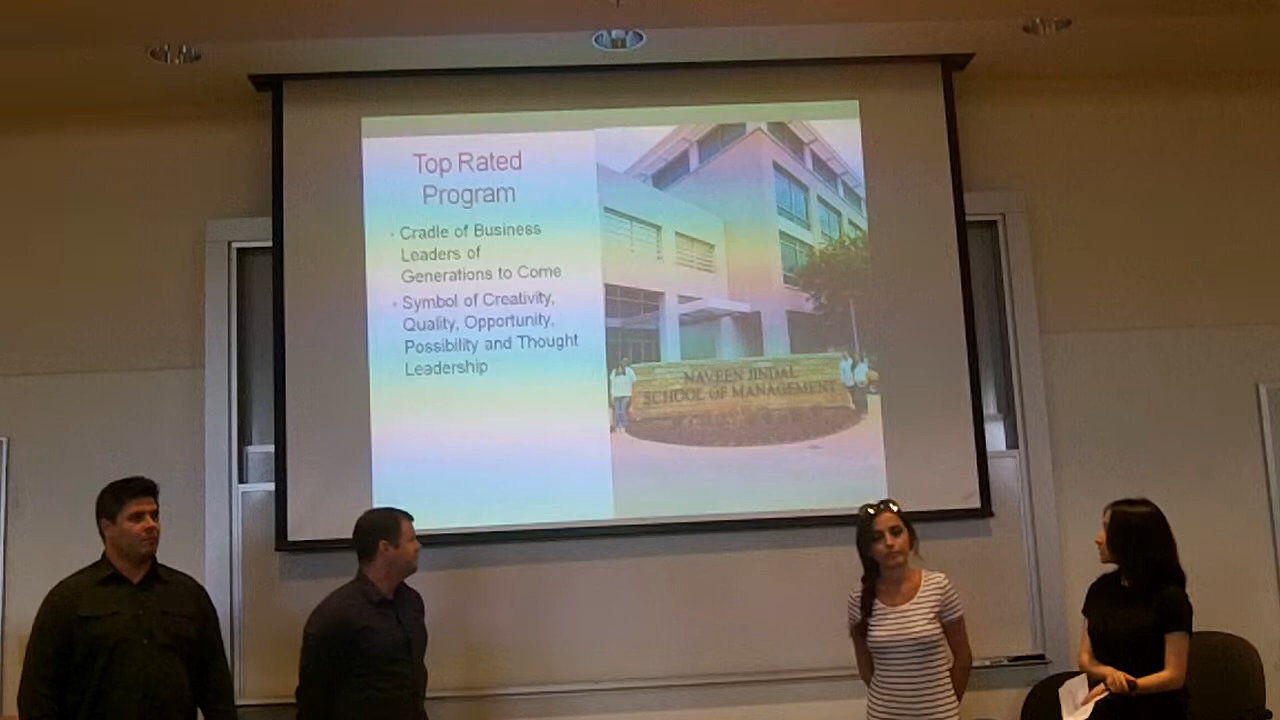 Top Rated
Program
• Cradle of Business
Leaders of
Generations to Come
• Symbol of Creativity,
Quality, Opportunity,
Possibility and Thought
Leadership
NAVEEN JINDAL
SCHOOL OF MANAGEMENT